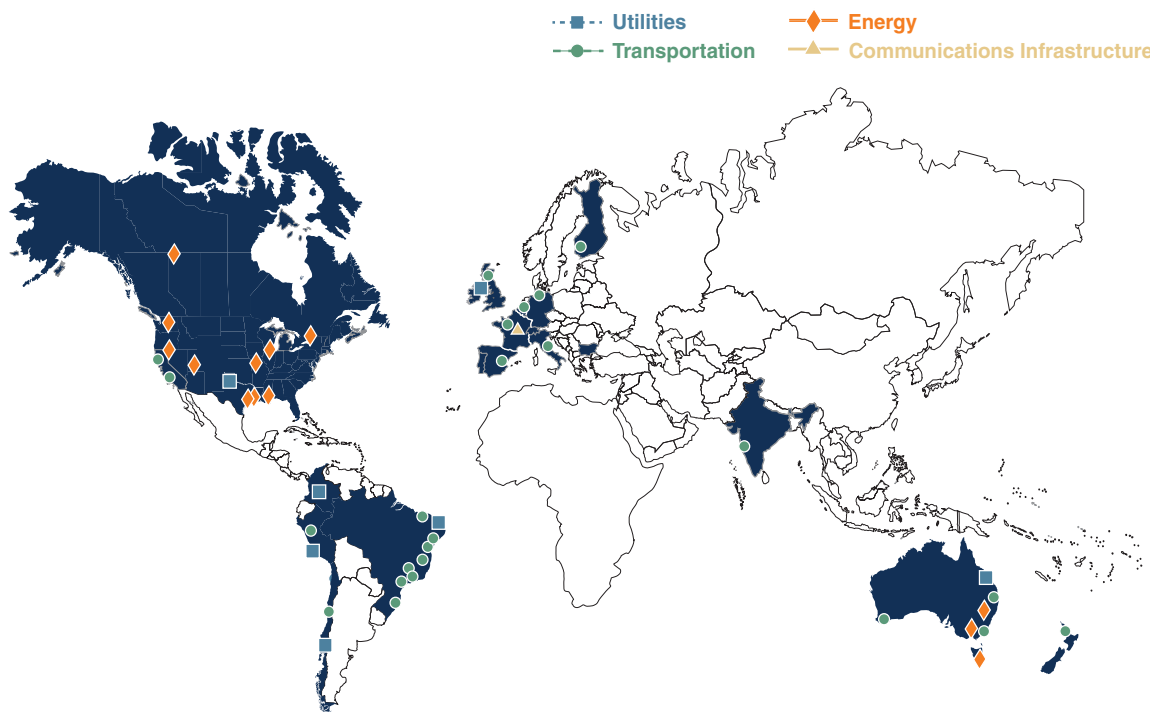 Utilities
Energy
Transportation
Communications Infrastructure